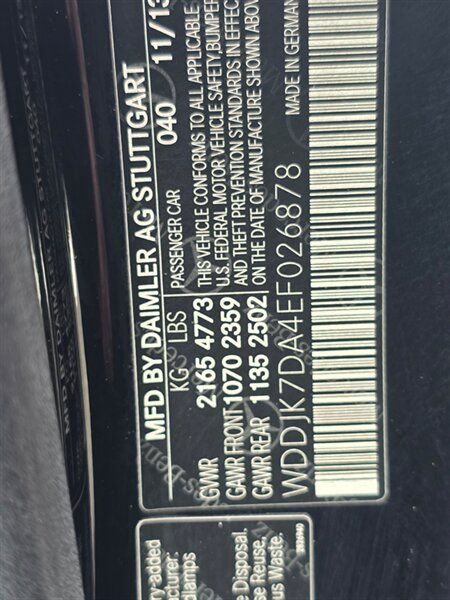 MFD BY DAIMLER AG STUTTGART
040 11/13
KG LBS PASSENGER CAR
GVWR 2165 4773 THIS VEHICLE CONFORMS TO ALL APPLICABLE
U.S. FEDERAL MOTOR VEHICLE SAFETY, BUMPER
GAWR FRONT 1070 2359 AND THEFT PREVENTION STANDARDS IN EFFECT
GAWR REAR 1135 2502 ON THE DATE OF MANUFACTURE SHOWN ABOVE.
WDDJK7DA4EF026878 MADE IN GERMANY